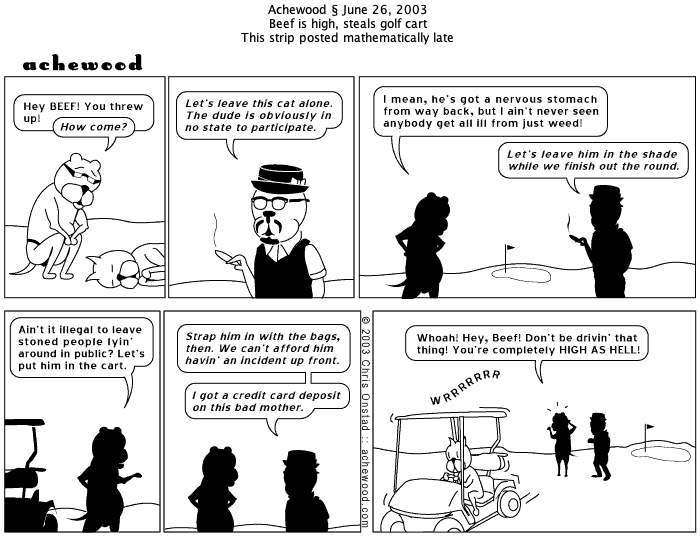 Achewood § June 26, 2003
Beef is high, steals golf cart
This strip posted mathematically late
achewood
Hey BEEF! You threw
up!
How come?
Let's leave this cat alone.
The dude is obviously in
no state to participate.
I mean, he's got a nervous stomach
from way back, but I ain't never seen
anybody get all ill from just weed!
Let's leave him in the shade
while we finish out the round.
Ain't it illegal to leave
stoned people lyin'
around in public? Let's
put him in the cart.
Strap him in with the bags,
then. We can't afford him
havin' an incident up front.
I got a credit card deposit
on this bad mother.
© 2003 Chris Onstad :: achewood.com
Whoah! Hey, Beef! Don't be drivin' that
thing! You're completely HIGH AS HELL!
WRRRRRRR